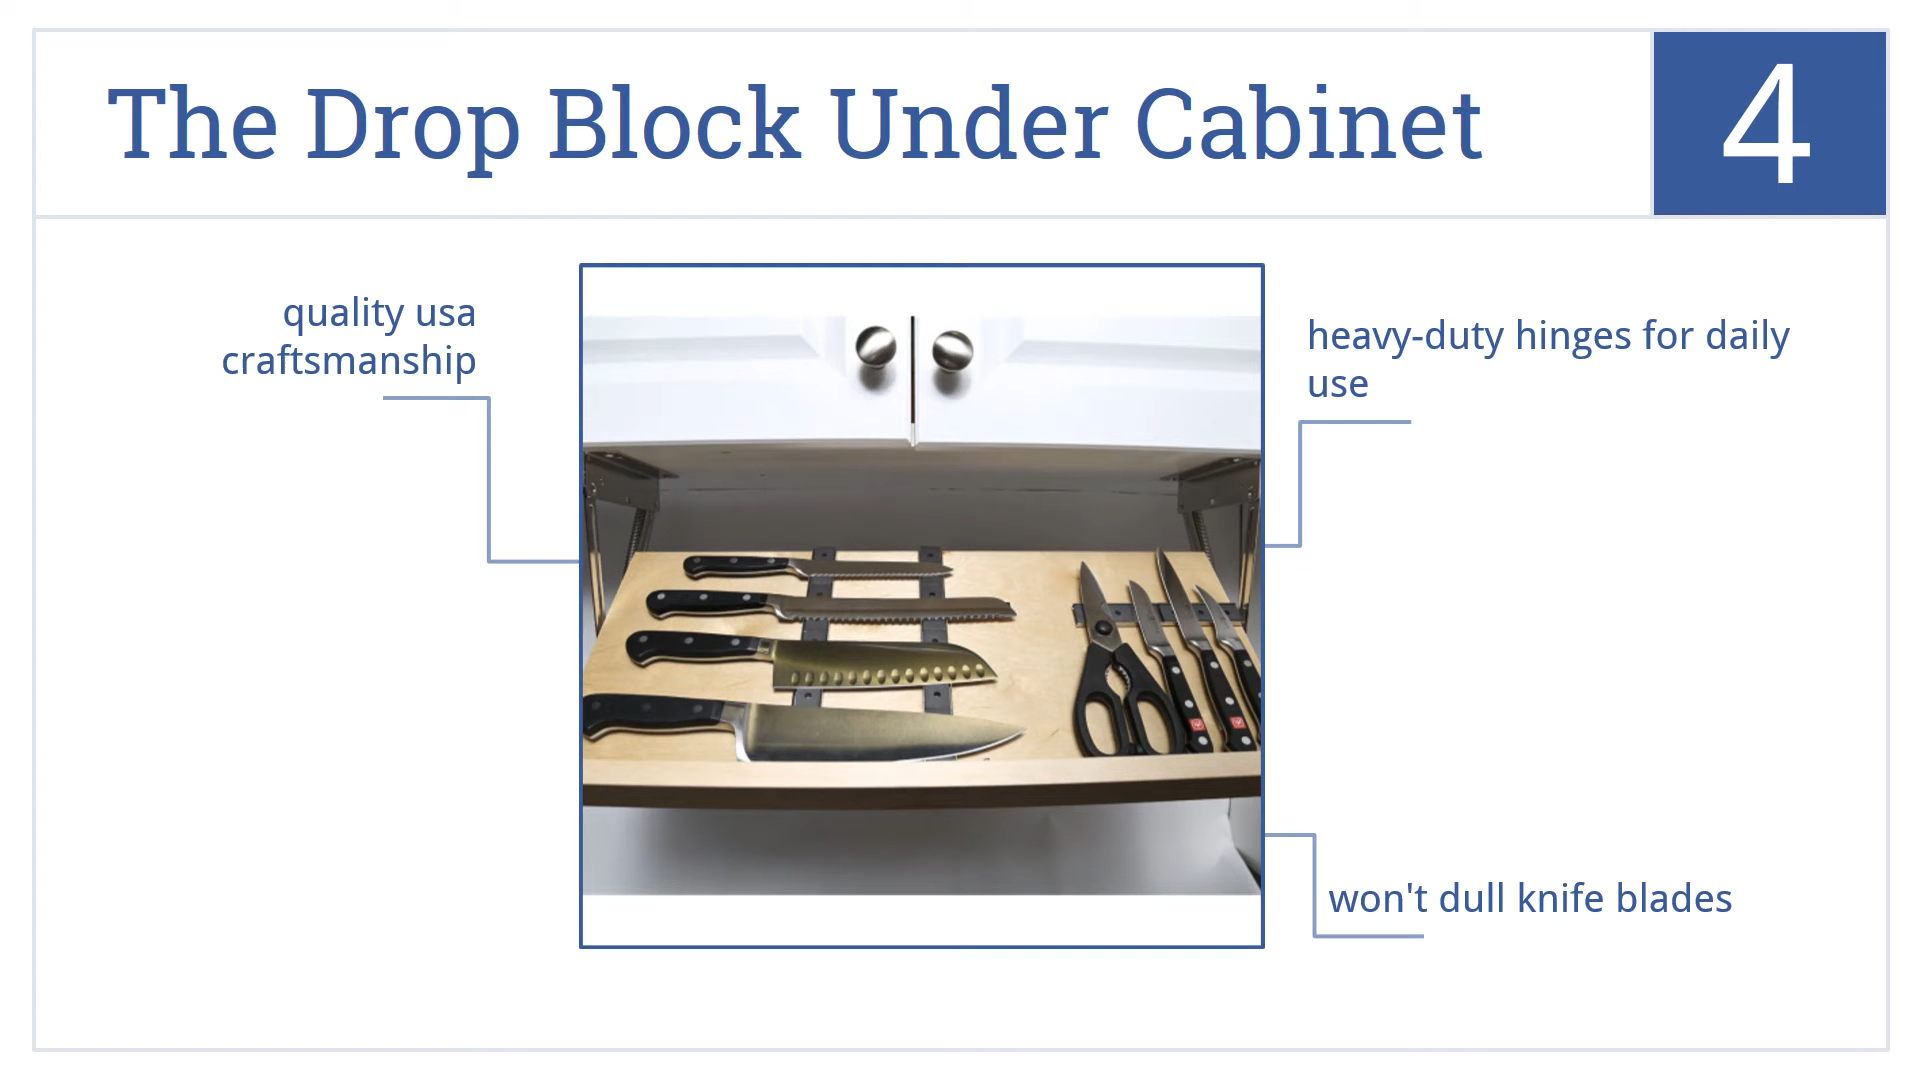 The Drop Block Under Cabinet
4
quality usa
craftsmanship
heavy-duty hinges for daily
use
won't dull knife blades